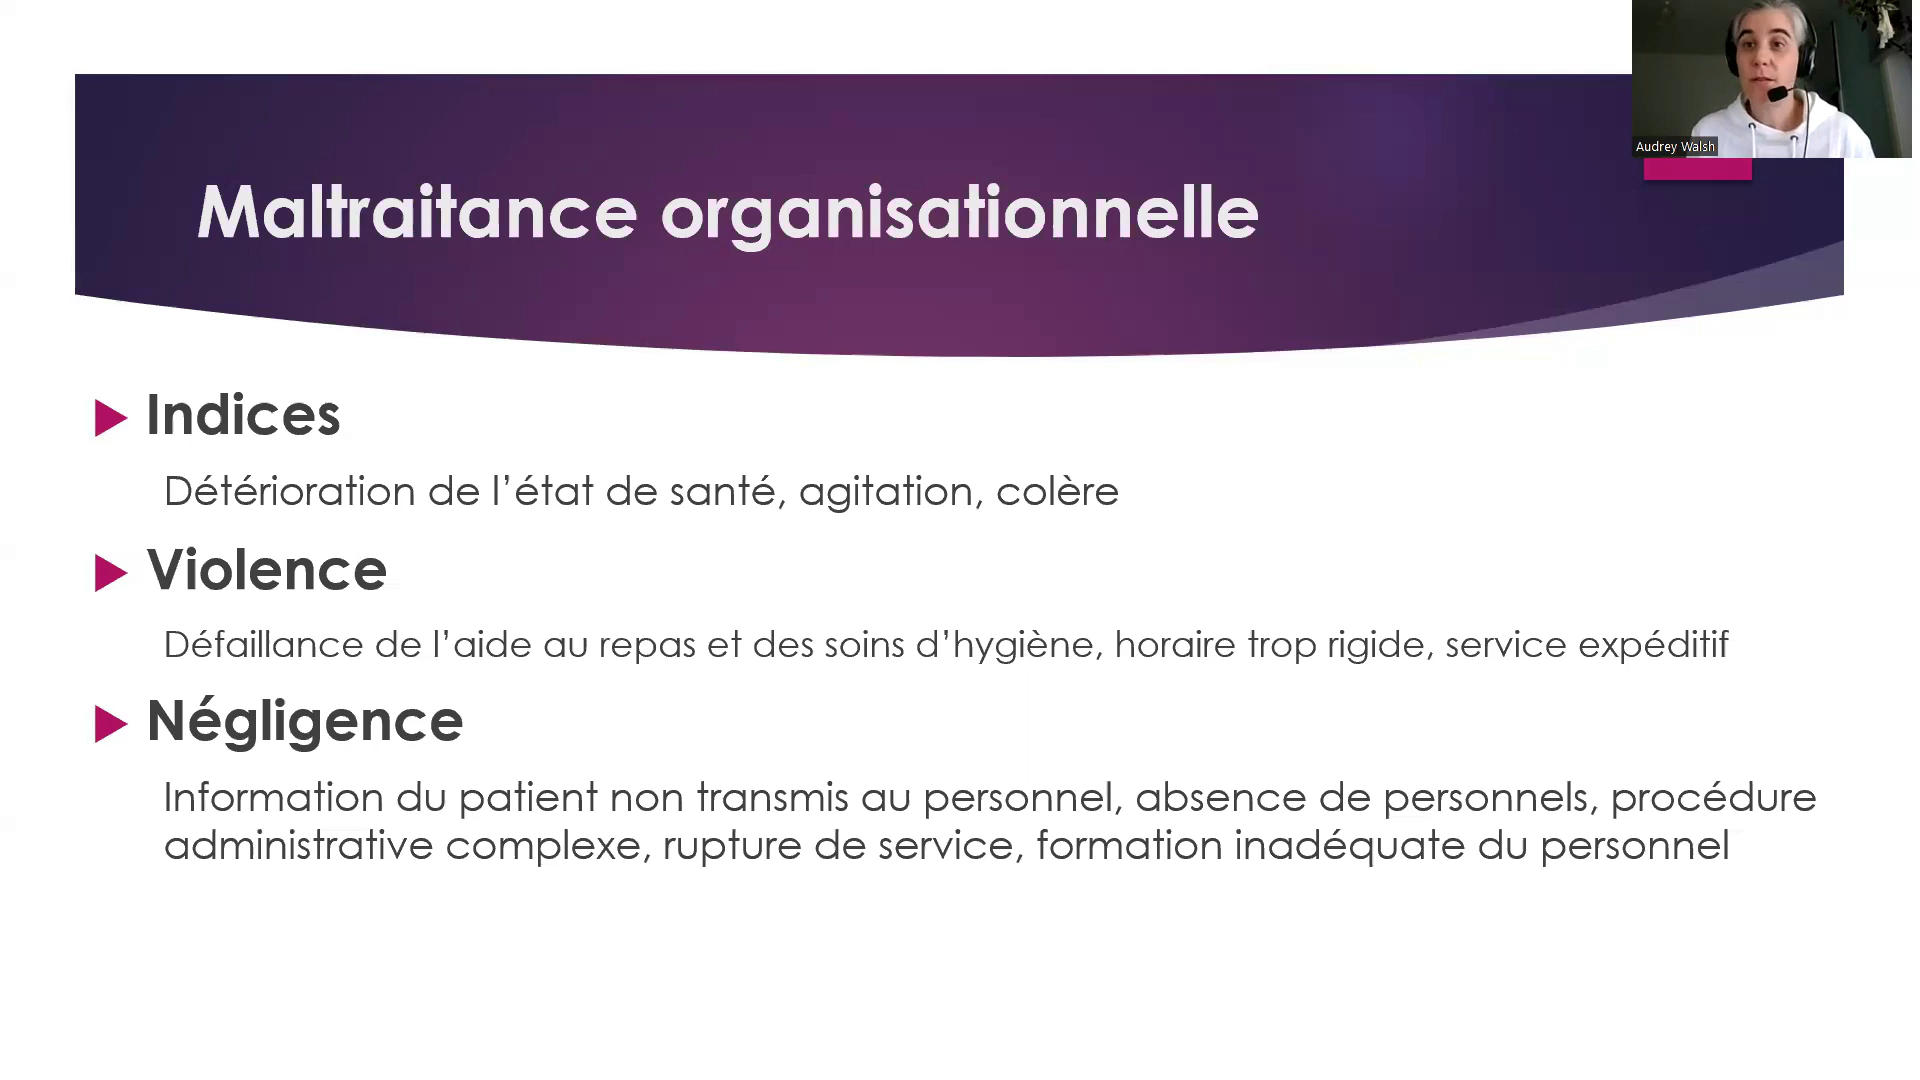 Audrey Walsh
Maltraitance organisationnelle
Indices
Détérioration de l’état de santé, agitation, colère
Violence
Défaillance de l’aide au repas et des soins d’hygiène, horaire trop rigide, service expéditif
Négligence
Information du patient non transmis au personnel, absence de personnels, procédure
administrative complexe, rupture de service, formation inadéquate du personnel